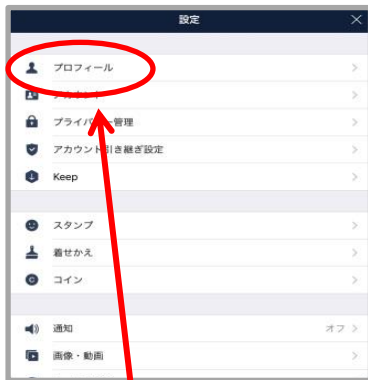 設定
プロフィール
プライバシー管理
アカウント引き継ぎ設定
Keep
スタンプ
着せかえ
コイン
通知
オフ
画像・動画